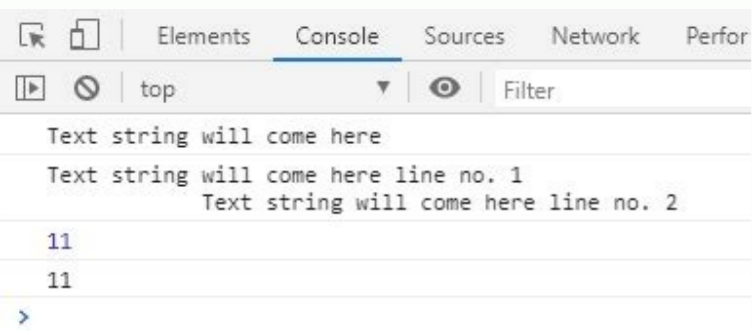 Elements Console Sources Network Perfor
top Filter
Text string will come here
Text string will come here line no. 1
Text string will come here line no. 2
11
11
>